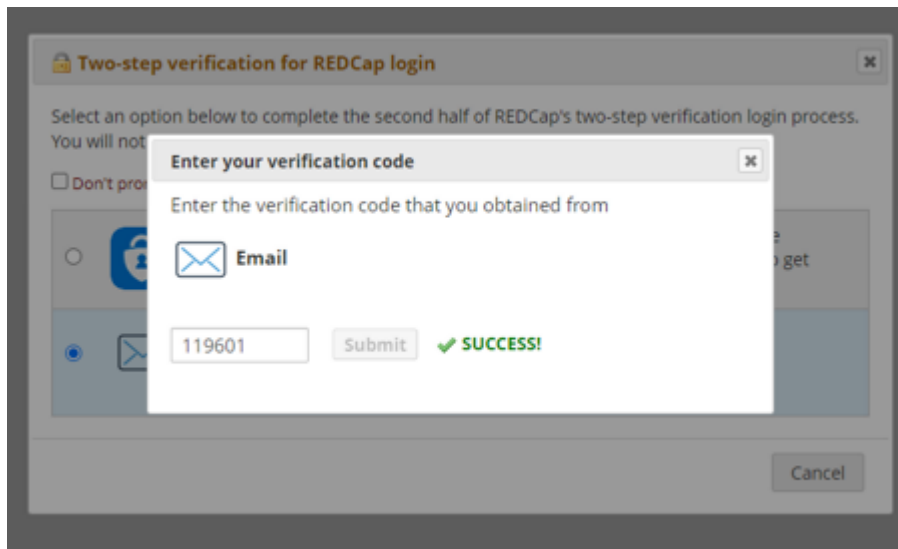 Two-step verification for REDCap login
Select an option below to complete the second half of REDCap's two-step verification login process.
You will not
Don't pror
Enter your verification code
Enter the verification code that you obtained from
Email
get
119601 Submit SUCCESS!
Cancel